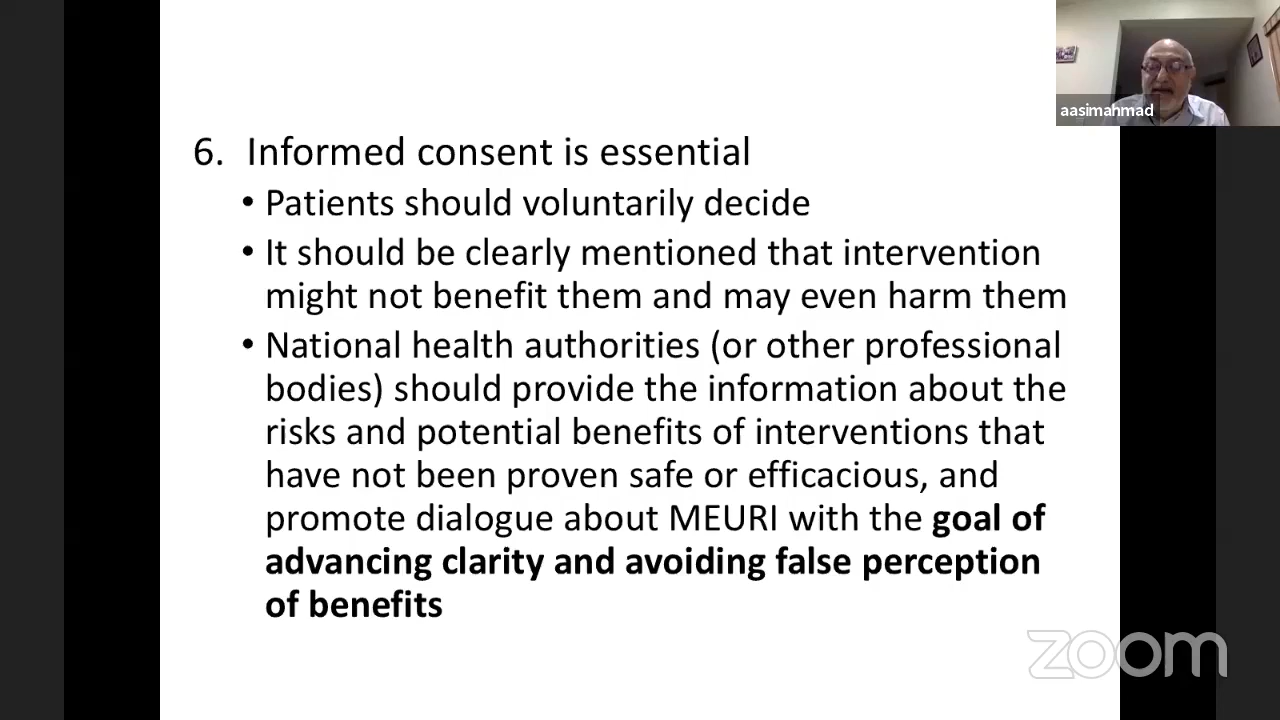 aasimahmad
6. Informed consent is essential
• Patients should voluntarily decide
• It should be clearly mentioned that intervention
might not benefit them and may even harm them
• National health authorities (or other professional
bodies) should provide the information about the
risks and potential benefits of interventions that
have not been proven safe or efficacious, and
promote dialogue about MEURI with the goal of
advancing clarity and avoiding false perception
of benefits
zoom